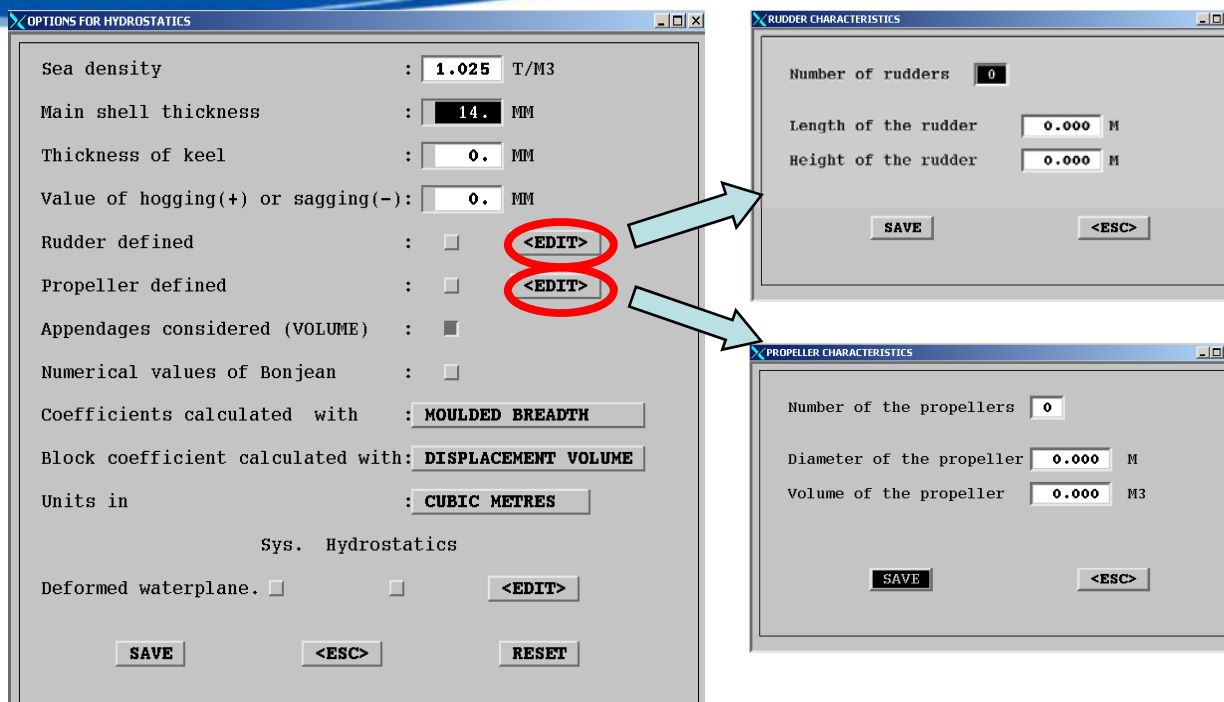 OPTIONS FOR HYDROSTATICS
Sea density : 1.025 T/M3
Main shell thickness : 14. MM
Thickness of keel : 0. MM
Value of hogging(+) or sagging(-): 0. MM
Rudder defined : <EDIT>
Propeller defined : <EDIT>
Appendages considered (VOLUME) :
Numerical values of Bonjean :
Coefficients calculated with : MOULDED BREADTH
Block coefficient calculated with: DISPLACEMENT VOLUME
Units in : CUBIC METRES
Sys. Hydrostatics
Deformed waterplane. <EDIT>
SAVE <ESC> RESET
RUDDER CHARACTERISTICS
Number of rudders 0
Length of the rudder 0.000 M
Height of the rudder 0.000 M
SAVE <ESC>
PROPELLER CHARACTERISTICS
Number of the propellers 0
Diameter of the propeller 0.000 M
Volume of the propeller 0.000 M3
SAVE <ESC>